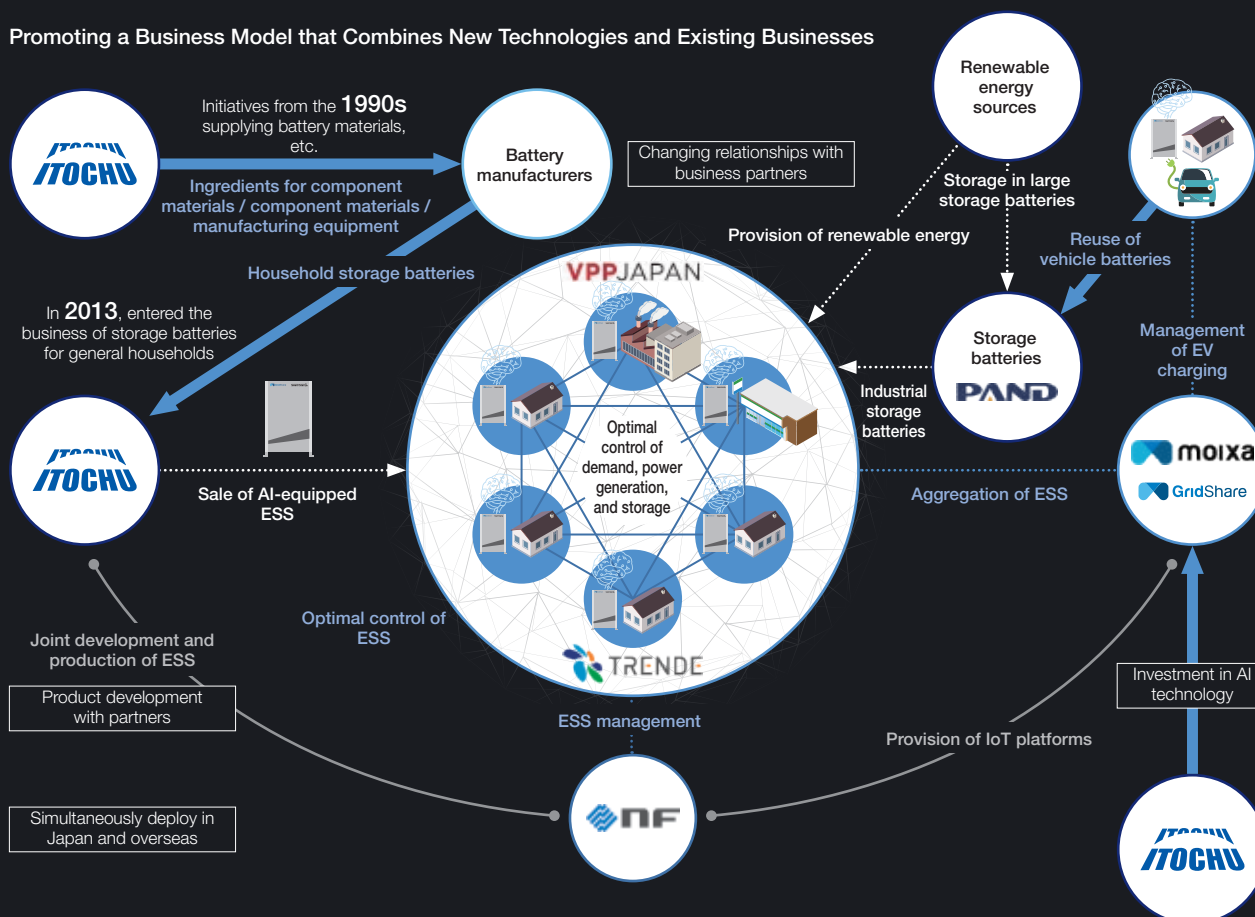 Promoting a Business Model that Combines New Technologies and Existing Businesses
ITOCHU
Initiatives from the 1990s
supplying battery materials,
etc.
Ingredients for component
materials / component materials /
manufacturing equipment
Battery
manufacturers
Changing relationships with
business partners
Renewable
energy
sources
Storage in large
storage batteries
Provision of renewable energy
Reuse of
vehicle batteries
Household storage batteries
In 2013, entered the
business of storage batteries
for general households
VPP JAPAN
Storage
batteries
PAND
Management
of EV
charging
Industrial
storage
batteries
ITOCHU
Sale of AI-equipped
ESS
Optimal
control of
demand, power
generation,
and storage
Aggregation of ESS
moixa
GridShare
Optimal control of
ESS
TRENDE
Joint development and
production of ESS
Product development
with partners
ESS management
Provision of IoT platforms
Investment in AI
technology
nF
Simultaneously deploy in
Japan and overseas
ITOCHU